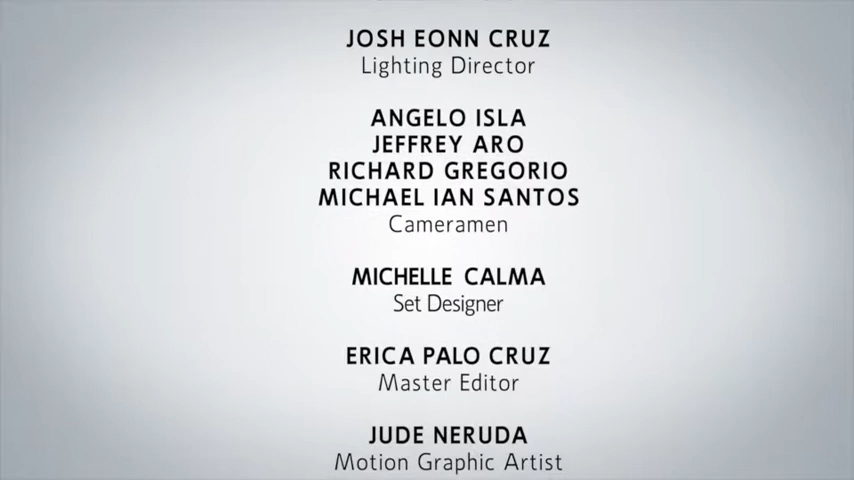 JOSH EONN CRUZ
Lighting Director
ANGELO ISLA
JEFFREY ARO
RICHARD GREGORIO
MICHAEL IAN SANTOS
Cameramen
MICHELLE CALMA
Set Designer
ERICA PALO CRUZ
Master Editor
JUDE NERUDA
Motion Graphic Artist